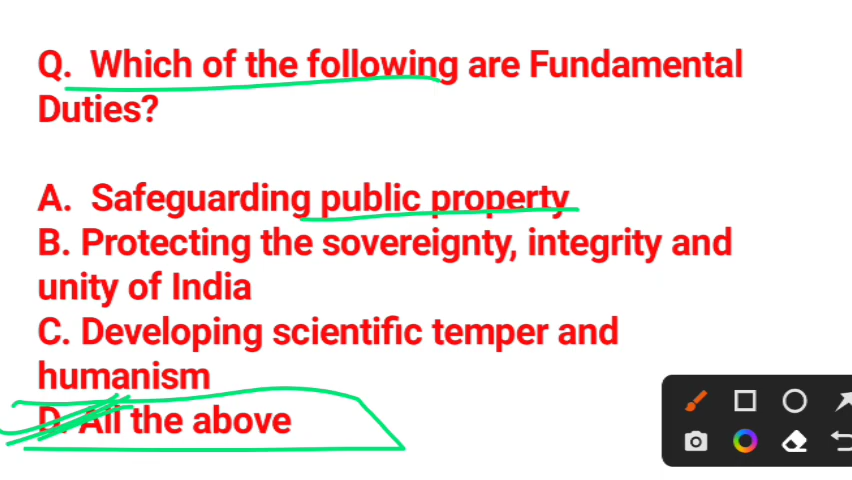 Q. Which of the following are Fundamental
Duties?
A. Safeguarding public property
B. Protecting the sovereignty, integrity and
unity of India
C. Developing scientific temper and
humanism
D. All the above